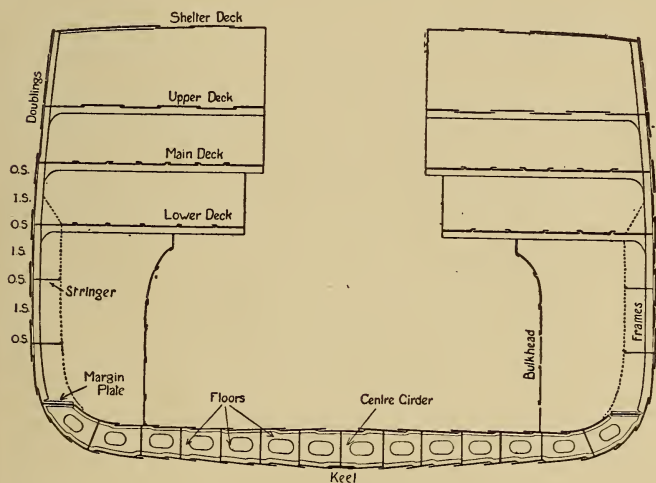 Shelter Deck
Doublings
Upper Deck
Main Deck
O.S.
I.S.
Lower Deck
O.S.
I.S.
O.S.
Stringer
I.S.
Frames
O.S.
Bulkhead
Margin
Plate
Floors
Centre Girder
Keel